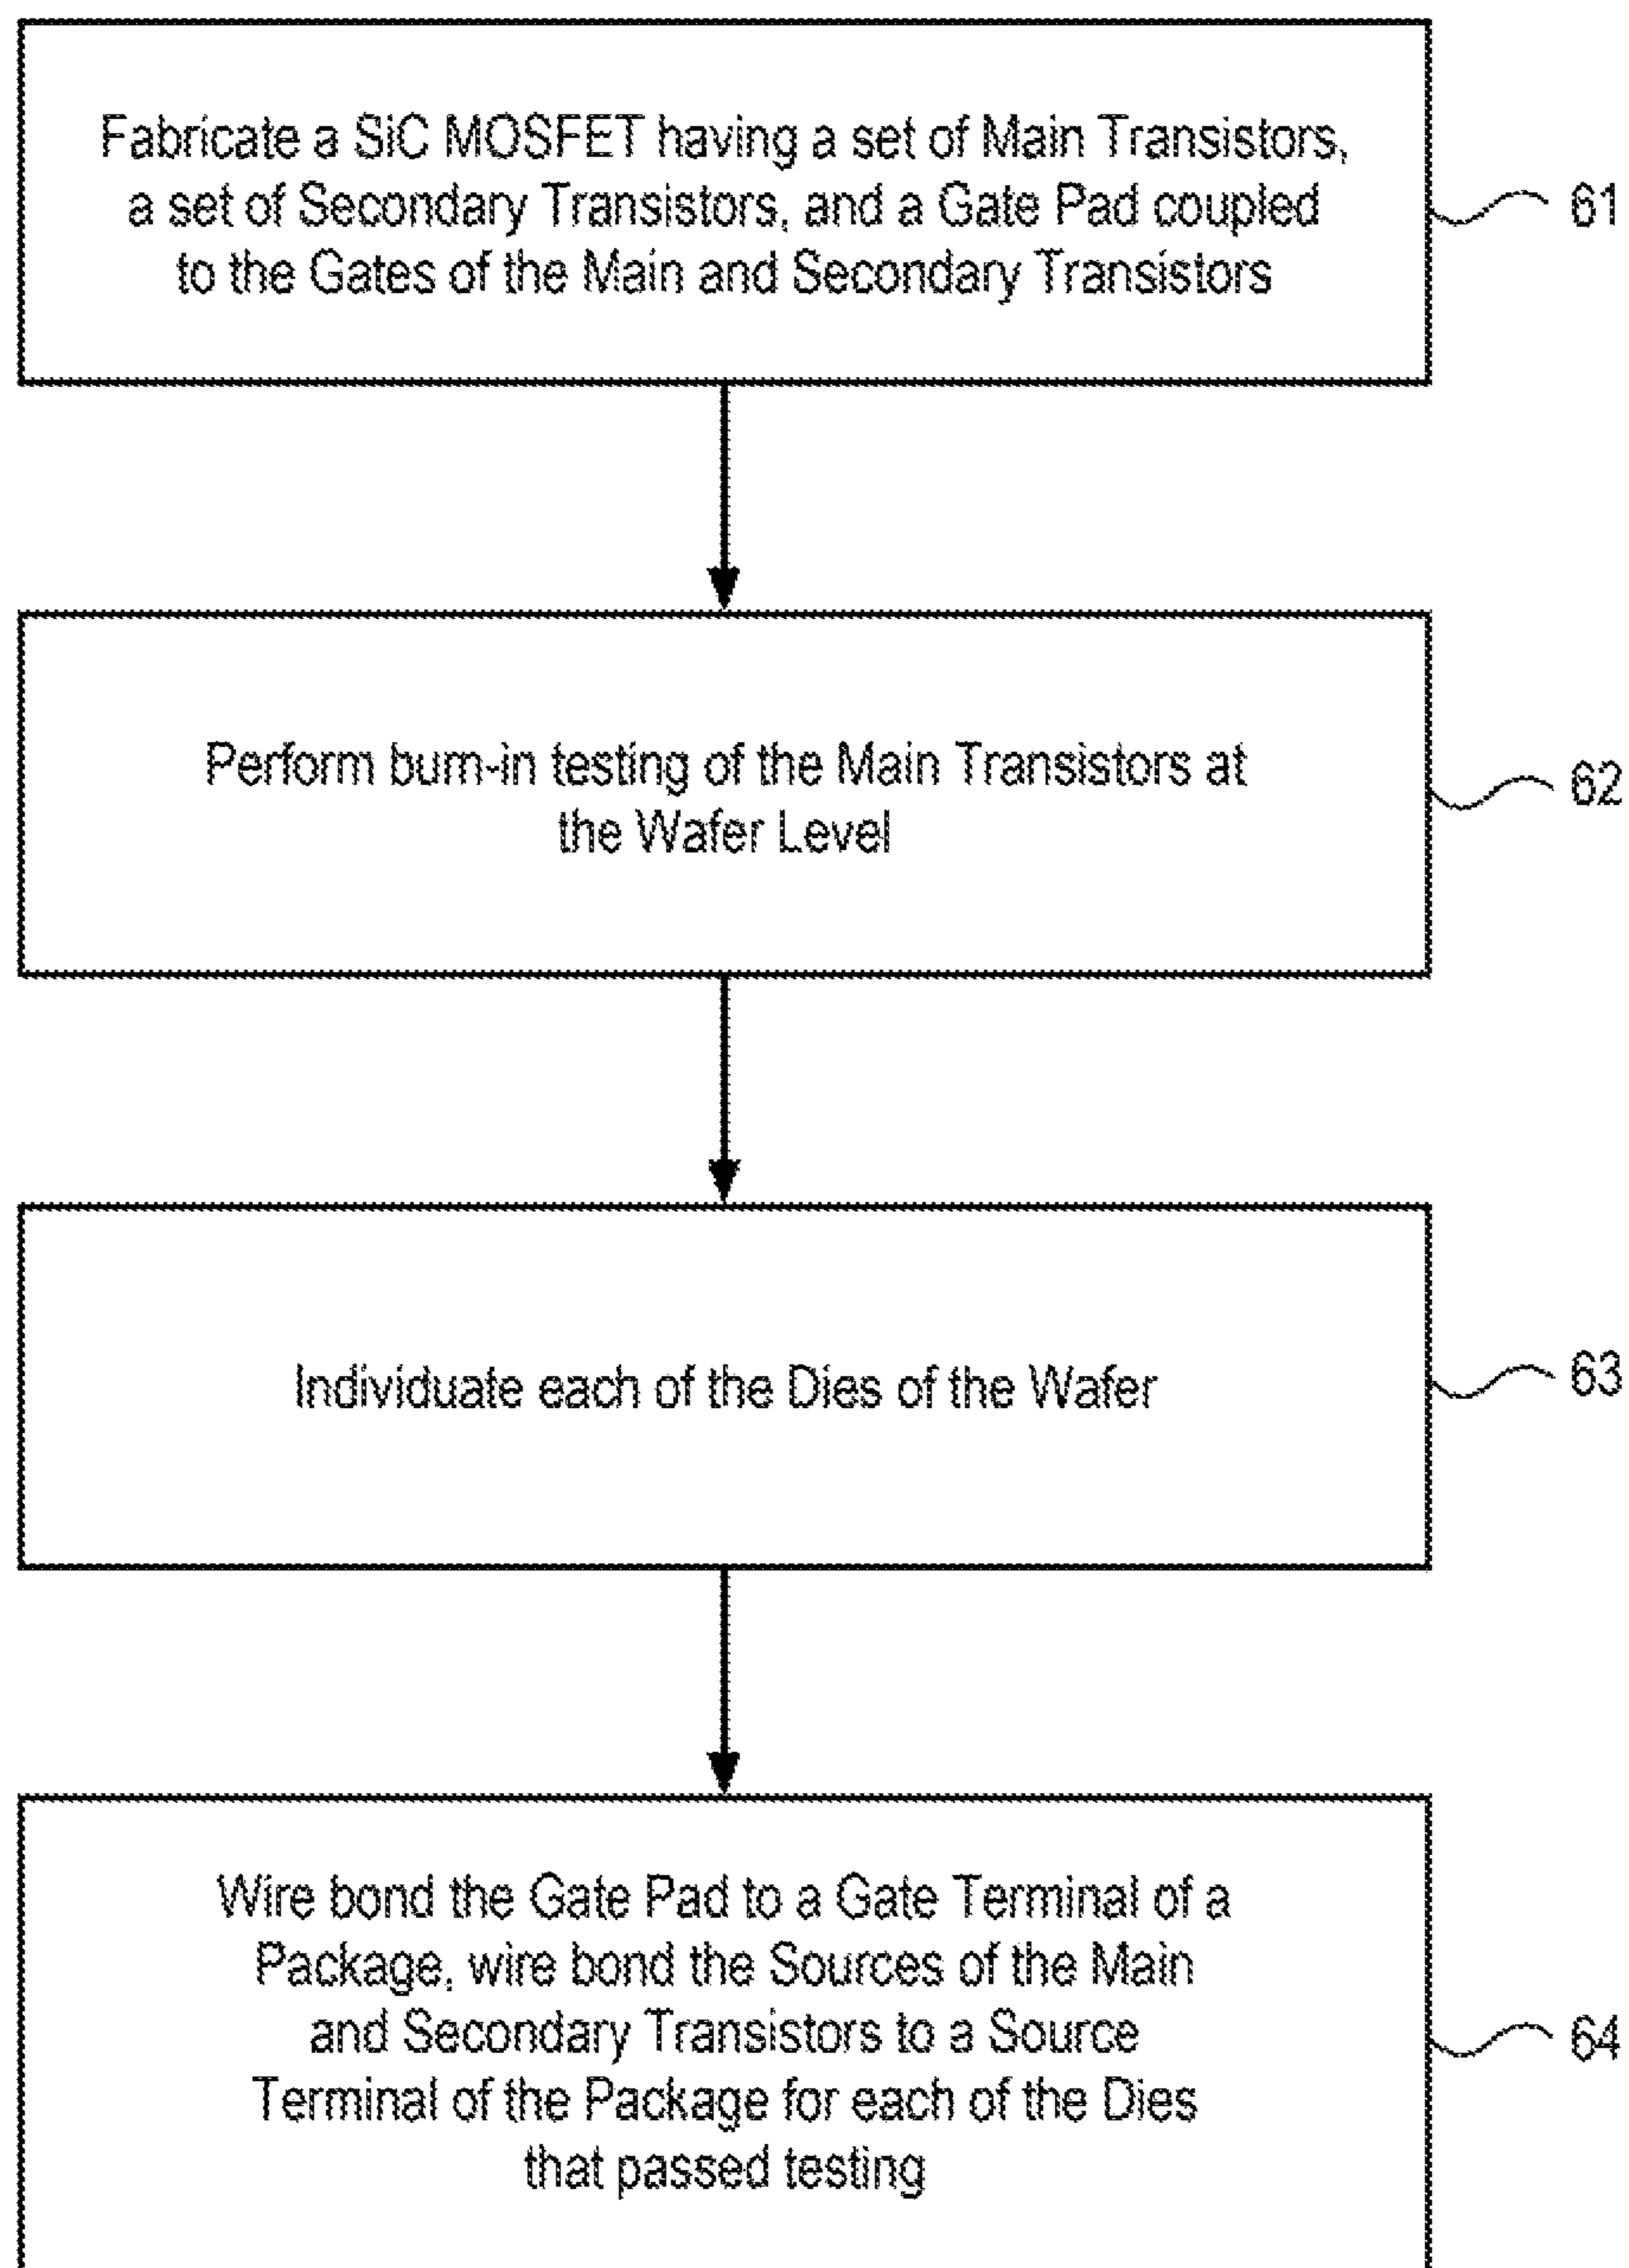 Fabricate a SiC MOSFET having a set of Main Transistors,
a set of Secondary Transistors, and a Gate Pad coupled
to the Gates of the Main and Secondary Transistors
61
Perform burn-in testing of the Main Transistors at
the Wafer Level
62
Individuate each of the Dies of the Wafer
63
Wire bond the Gate Pad to a Gate Terminal of a
Package, wire bond the Sources of the Main
and Secondary Transistors to a Source
Terminal of the Package for each of the Dies
that passed testing
64